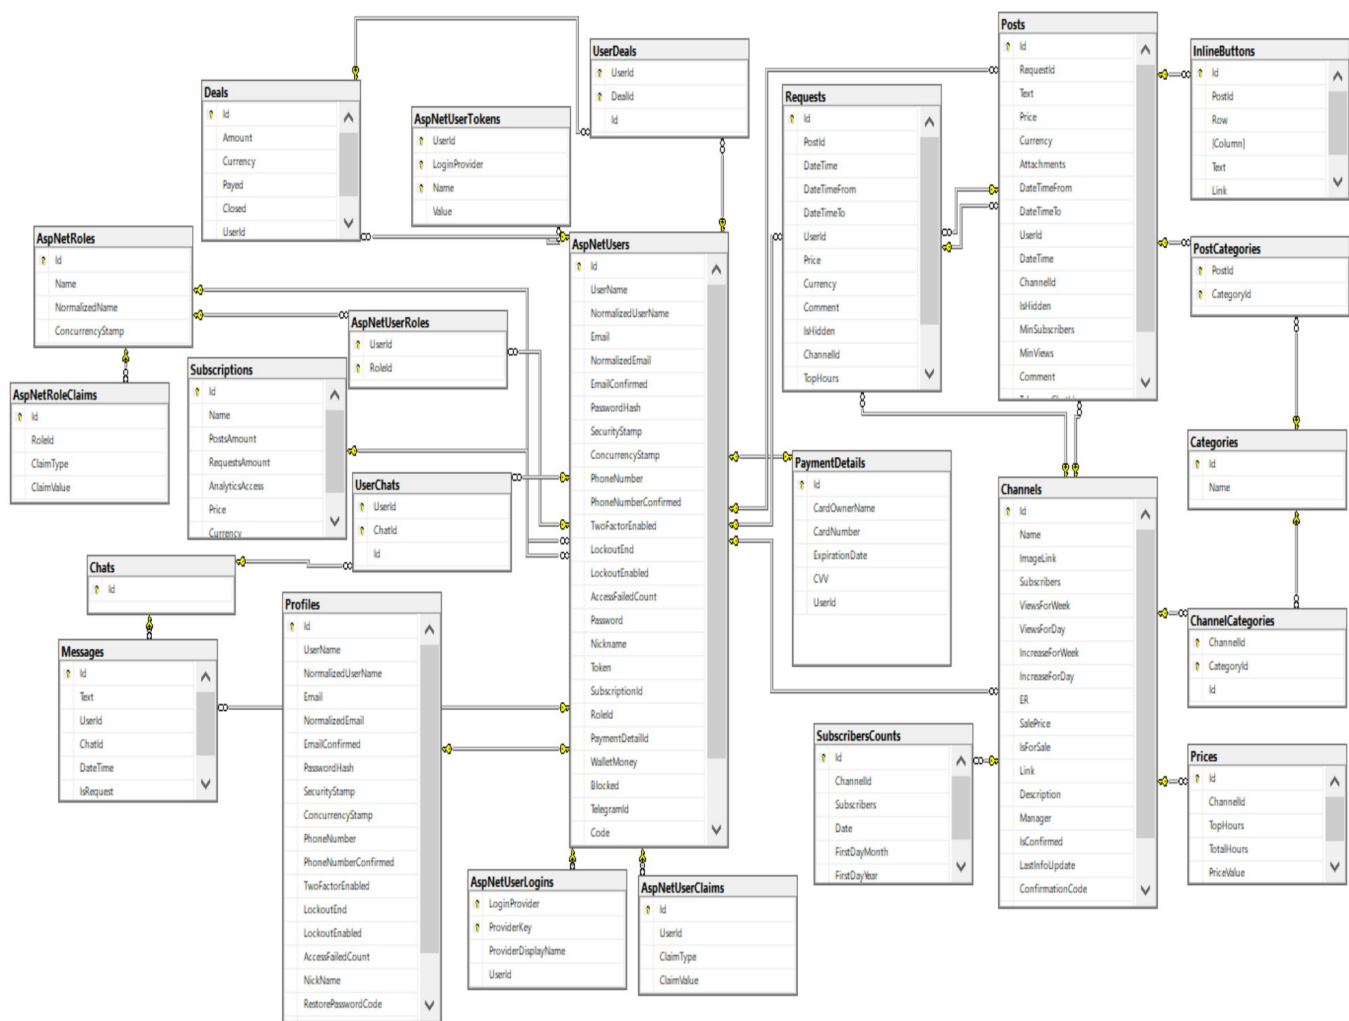 UserDeals
UserId
DealId
Id
Posts
Id
RequestId
Text
Price
Currency
Attachments
DateTimeFrom
DateTimeTo
UserId
DateTime
ChannelId
IsHidden
MinSubscribers
MinViews
Comment
InlineButtons
Id
PostId
Row
[Column]
Text
Link
Deals
Id
Amount
Currency
Payed
Closed
UserId
AspNetUserTokens
UserId
LoginProvider
Name
Value
Requests
Id
PostId
DateTime
DateTimeFrom
DateTimeTo
UserId
Price
Currency
Comment
IsHidden
ChannelId
TopHours
AspNetRoles
Id
Name
NormalizedName
ConcurrencyStamp
AspNetUsers
Id
UserName
NormalizedUserName
Email
NormalizedEmail
EmailConfirmed
PasswordHash
SecurityStamp
ConcurrencyStamp
PhoneNumber
PhoneNumberConfirmed
TwoFactorEnabled
LockoutEnd
LockoutEnabled
AccessFailedCount
Password
Nickname
Token
SubscriptionId
RoleId
PaymentDetailId
WalletMoney
Blocked
TelegramId
Code
PostCategories
PostId
CategoryId
AspNetUserRoles
UserId
RoleId
Subscriptions
Id
Name
PostsAmount
RequestsAmount
AnalyticsAccess
Price
Currency
AspNetRoleClaims
Id
RoleId
ClaimType
ClaimValue
Categories
Id
Name
PaymentDetails
Id
CardOwnerName
CardNumber
ExpirationDate
CVV
UserId
UserChats
UserId
ChatId
Id
Channels
Id
Name
ImageLink
Subscribers
ViewsForWeek
ViewsForDay
IncreaseForWeek
IncreaseForDay
ER
SalePrice
IsForSale
Link
Description
Manager
IsConfirmed
LastInfoUpdate
ConfirmationCode
Chats
Id
Profiles
Id
UserName
NormalizedUserName
Email
NormalizedEmail
EmailConfirmed
PasswordHash
SecurityStamp
ConcurrencyStamp
PhoneNumber
PhoneNumberConfirmed
TwoFactorEnabled
LockoutEnd
LockoutEnabled
AccessFailedCount
NickName
RestorePasswordCode
ChannelCategories
ChannelId
CategoryId
Id
Messages
Id
Text
UserId
ChatId
DateTime
IsRequest
SubscribersCounts
Id
ChannelId
Subscribers
Date
FirstDayMonth
FirstDayYear
Prices
Id
ChannelId
TopHours
TotalHours
PriceValue
AspNetUserLogins
LoginProvider
ProviderKey
ProviderDisplayName
UserId
AspNetUserClaims
Id
UserId
ClaimType
ClaimValue